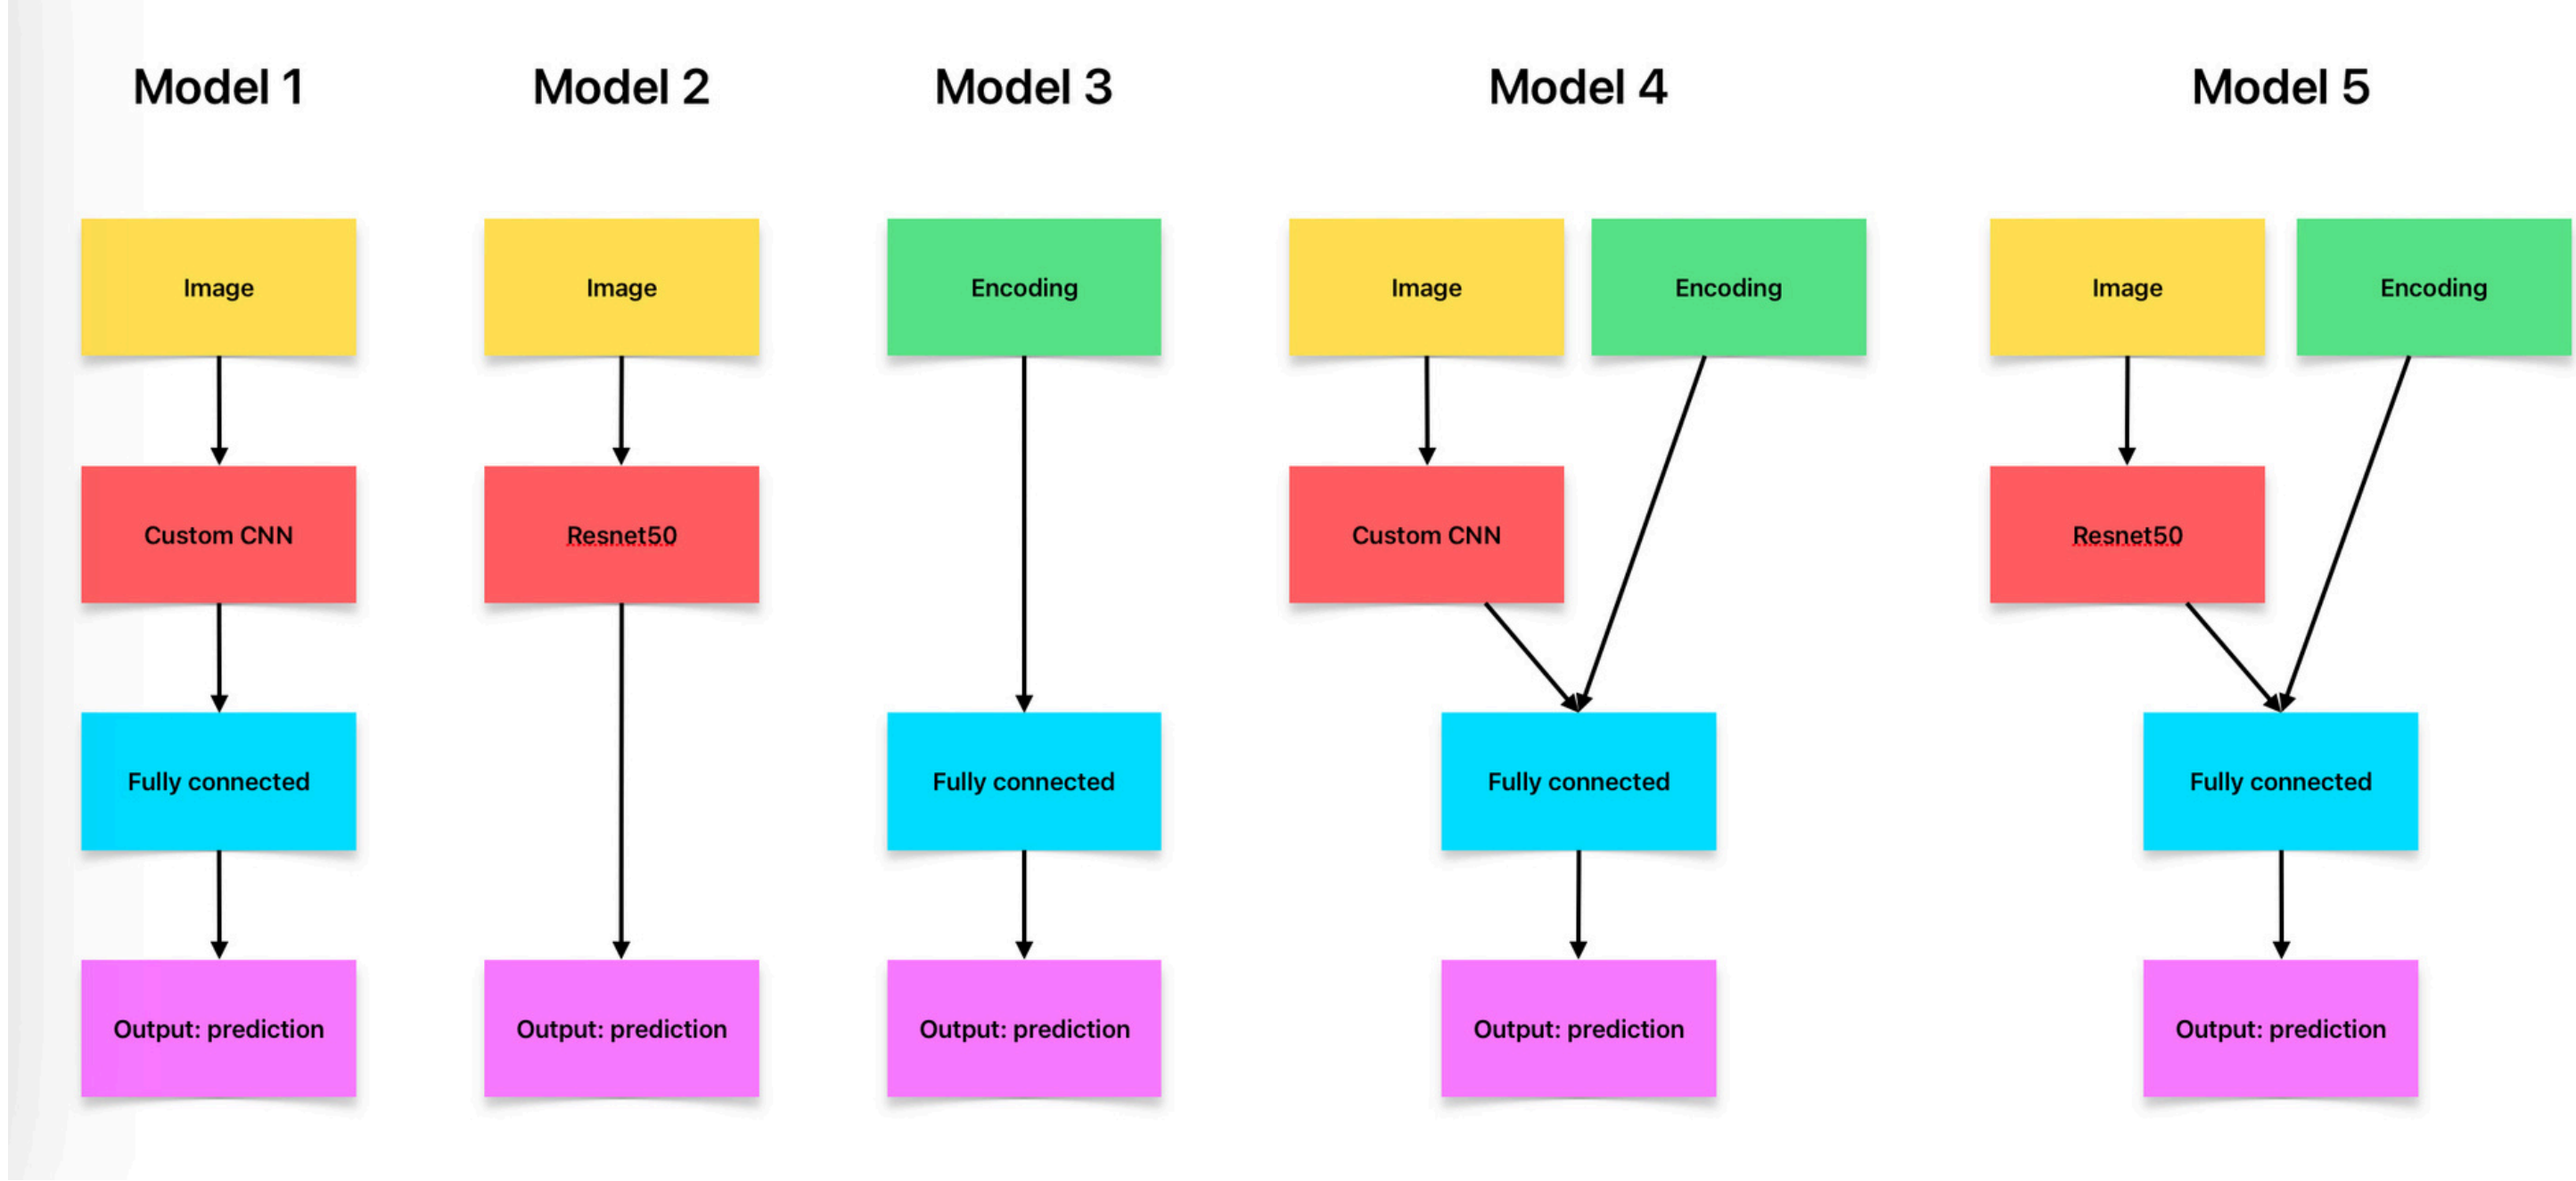 Model 1
Model 2
Model 3
Model 4
Model 5
Image
Image
Encoding
Image
Encoding
Image
Encoding
Custom CNN
Resnet50
Custom CNN
Resnet50
Fully connected
Fully connected
Fully connected
Fully connected
Output: prediction
Output: prediction
Output: prediction
Output: prediction
Output: prediction